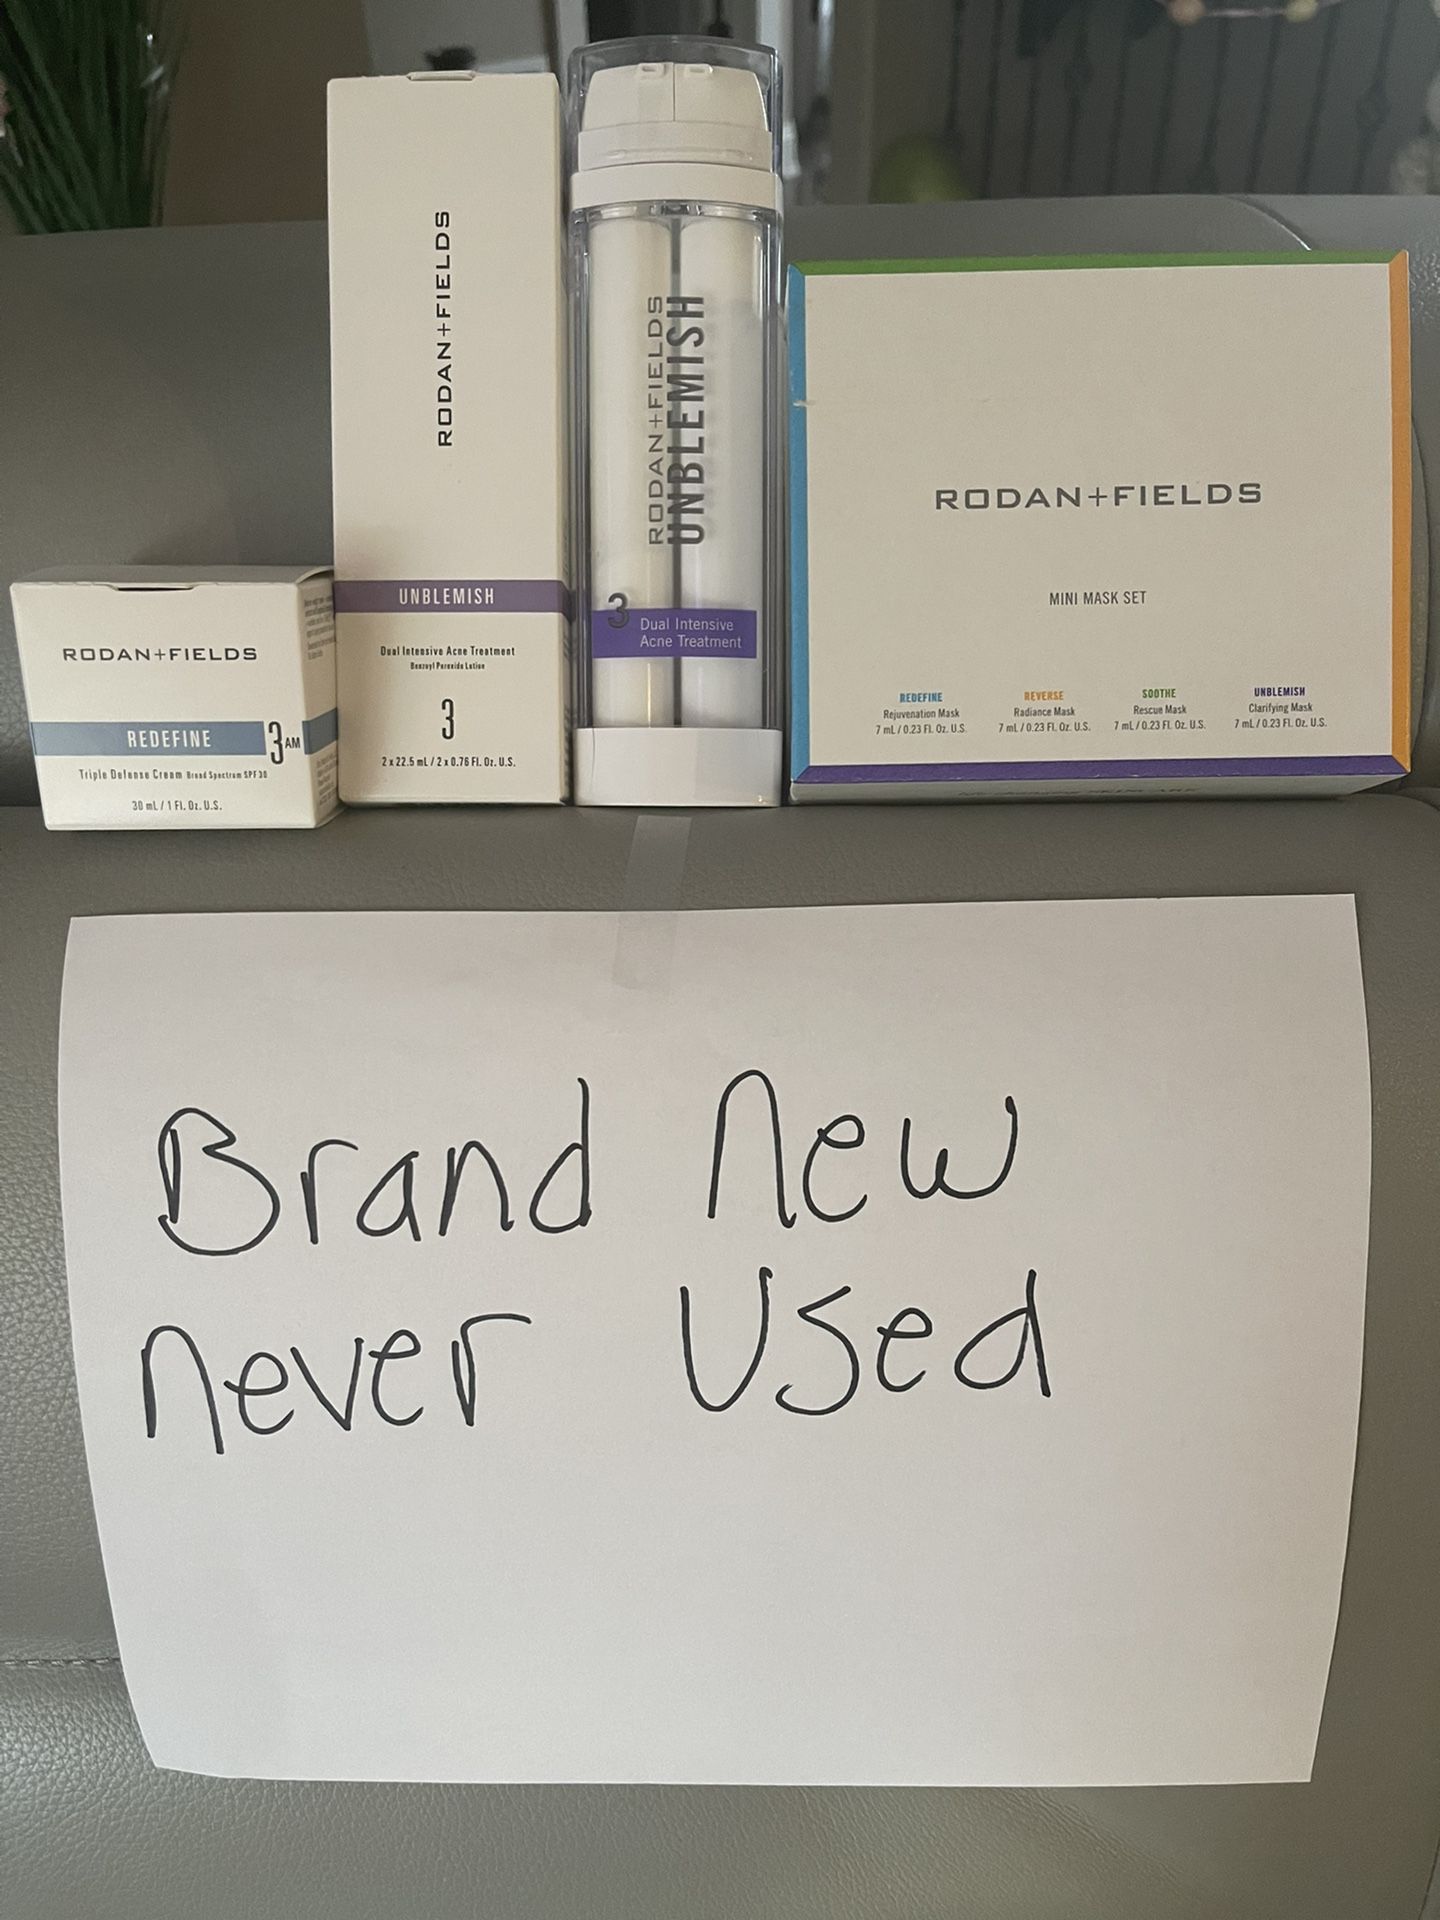 RODAN+FIELDS
REDEFINE
3AM
Triple Defense Cream Broad Spectrum SPF 30
30 mL / 1 Fl. Oz. U.S.
RODAN+FIELDS
UNBLEMISH
Dual Intensive Acne Treatment
Benzoyl Peroxide Lotion
3
2 x 22.5 mL / 2 x 0.76 Fl. Oz. U.S.
RODAN+FIELDS
UNBLEMISH
3
Dual Intensive
Acne Treatment
RODAN+FIELDS
MINI MASK SET
REDEFINE
Rejuvenation Mask
7 mL / 0.23 Fl. Oz. U.S.
REVERSE
Radiance Mask
7 mL / 0.23 Fl. Oz. U.S.
SOOTHE
Rescue Mask
7 mL / 0.23 Fl. Oz. U.S.
UNBLEMISH
Clarifying Mask
7 mL / 0.23 Fl. Oz. U.S.
Brand New
never Used